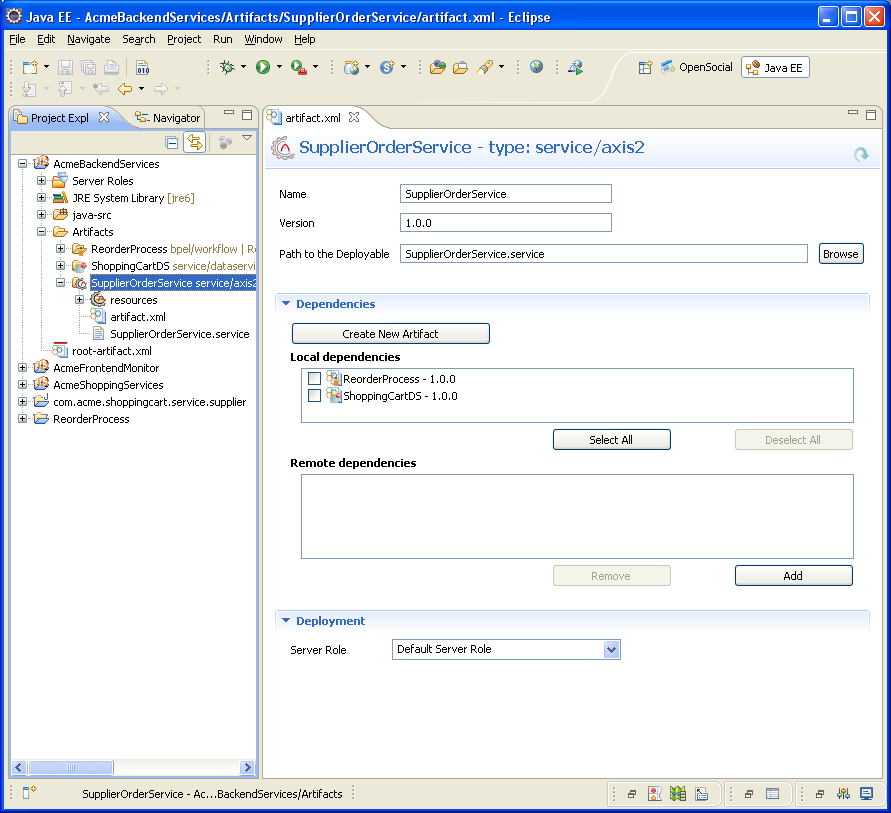 Java EE - AcmeBackendServices/Artifacts/SupplierOrderService/artifact.xml - Eclipse
File Edit Navigate Search Project Run Window Help
010
OpenSocial Java EE
Project Expl Navigator
AcmeBackendServices
Server Roles
JRE System Library [jre6]
java-src
Artifacts
ReorderProcess bpel/workflow | Re
ShoppingCartDS service/dataservi
SupplierOrderService service/axis2
resources
artifact.xml
SupplierOrderService.service
root-artifact.xml
AcmeFrontendMonitor
AcmeShoppingServices
com.acme.shoppingcart.service.supplier
ReorderProcess
artifact.xml
SupplierOrderService - type: service/axis2
Name SupplierOrderService
Version 1.0.0
Path to the Deployable SupplierOrderService.service Browse
Dependencies
Create New Artifact
Local dependencies
ReorderProcess - 1.0.0
ShoppingCartDS - 1.0.0
Select All Deselect All
Remote dependencies
Remove Add
Deployment
Server Role Default Server Role
SupplierOrderService - Ac...BackendServices/Artifacts